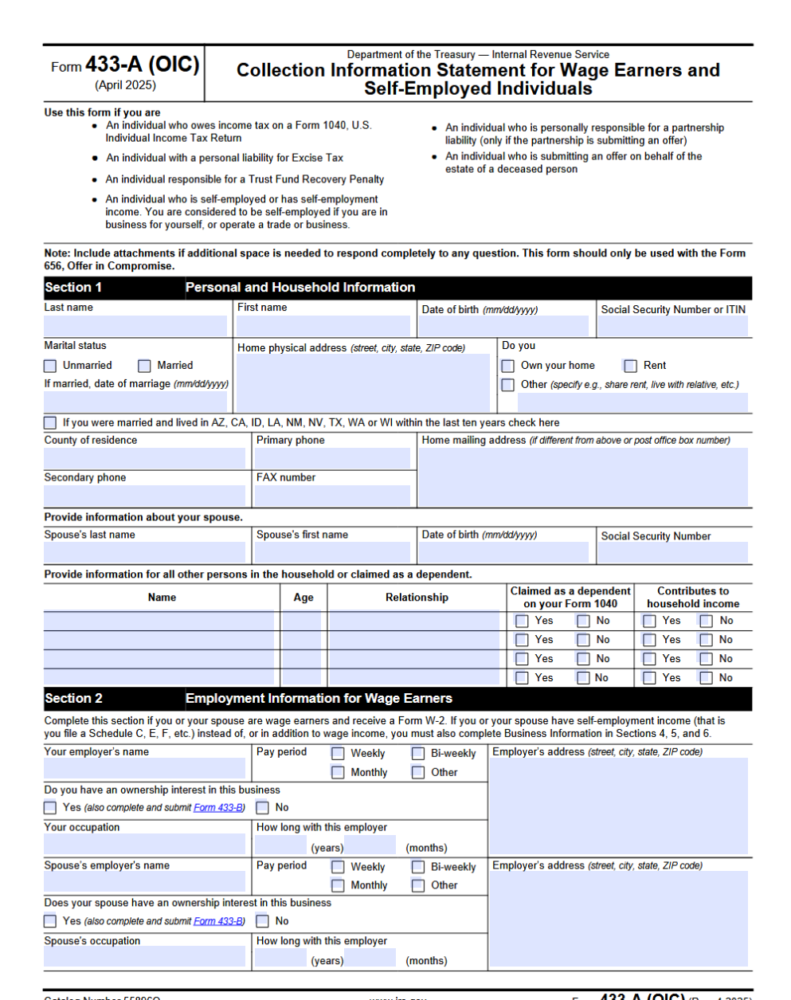 Form 433-A (OIC)
(April 2025)
Department of the Treasury — Internal Revenue Service
Collection Information Statement for Wage Earners and
Self-Employed Individuals
Use this form if you are
• An individual who owes income tax on a Form 1040, U.S.
Individual Income Tax Return
• An individual with a personal liability for Excise Tax
• An individual responsible for a Trust Fund Recovery Penalty
• An individual who is self-employed or has self-employment
income. You are considered to be self-employed if you are in
business for yourself, or operate a trade or business.
• An individual who is personally responsible for a partnership
liability (only if the partnership is submitting an offer)
• An individual who is submitting an offer on behalf of the
estate of a deceased person
Note: Include attachments if additional space is needed to respond completely to any question. This form should only be used with the Form
656, Offer in Compromise.
Section 1 Personal and Household Information
Last name First name Date of birth (mm/dd/yyyy) Social Security Number or ITIN
Marital status
Unmarried Married
If married, date of marriage (mm/dd/yyyy)
Home physical address (street, city, state, ZIP code)
Do you
Own your home Rent
Other (specify e.g., share rent, live with relative, etc.)
If you were married and lived in AZ, CA, ID, LA, NM, NV, TX, WA or WI within the last ten years check here
County of residence Primary phone Home mailing address (if different from above or post office box number)
Secondary phone FAX number
Provide information about your spouse.
Spouse's last name Spouse's first name Date of birth (mm/dd/yyyy) Social Security Number
Provide information for all other persons in the household or claimed as a dependent.
Name Age Relationship
Claimed as a dependent
on your Form 1040
Contributes to
household income
Yes No Yes No
Yes No Yes No
Yes No Yes No
Yes No Yes No
Section 2 Employment Information for Wage Earners
Complete this section if you or your spouse are wage earners and receive a Form W-2. If you or your spouse have self-employment income (that is
you file a Schedule C, E, F, etc.) instead of, or in addition to wage income, you must also complete Business Information in Sections 4, 5, and 6.
Your employer's name
Pay period Weekly Bi-weekly
Monthly Other
Employer's address (street, city, state, ZIP code)
Do you have an ownership interest in this business
Yes (also complete and submit Form 433-B) No
Your occupation How long with this employer
(years) (months)
Spouse's employer's name
Pay period Weekly Bi-weekly
Monthly Other
Employer's address (street, city, state, ZIP code)
Does your spouse have an ownership interest in this business
Yes (also complete and submit Form 433-B) No
Spouse's occupation How long with this employer
(years) (months)
Catalog Number www.irs.gov Form 433-A (OIC)